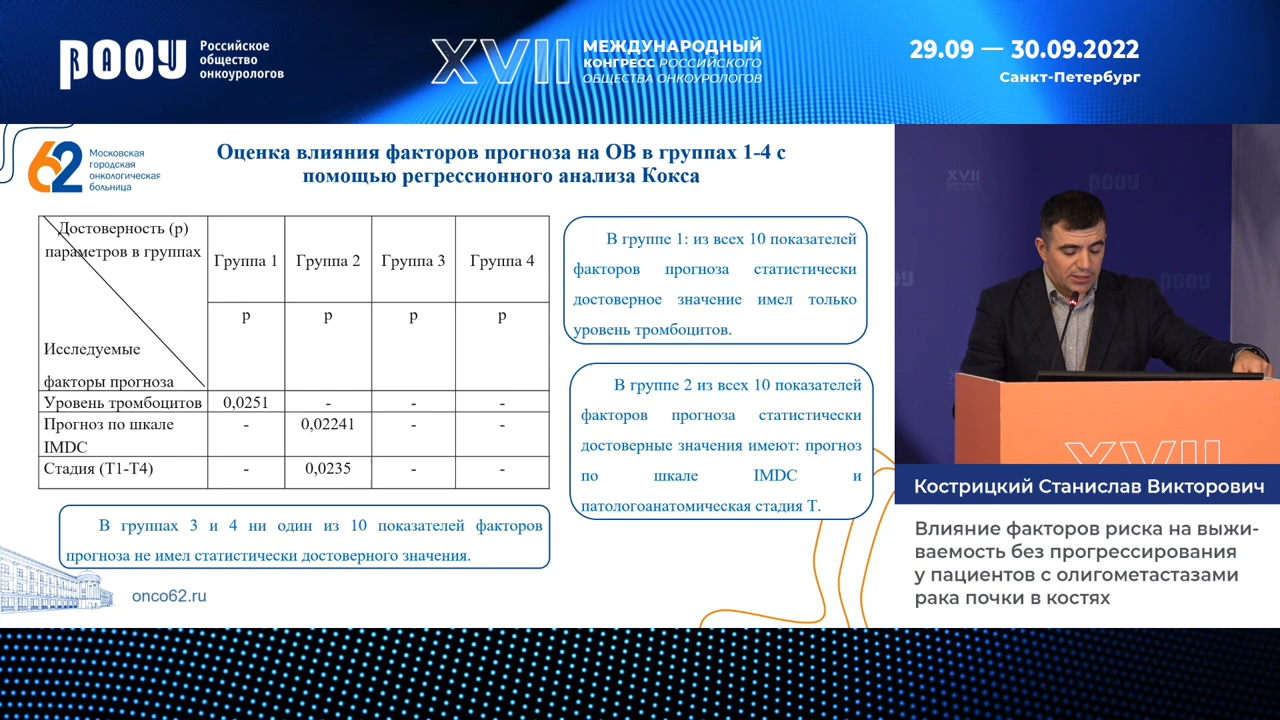 РООУ
Российское
общество
онкоурологов
XVII
МЕЖДУНАРОДНЫЙ
КОНГРЕСС РОССИЙСКОГО
ОБЩЕСТВА ОНКОУРОЛОГОВ
29.09 — 30.09.2022
Санкт-Петербург
62
Московская
городская
онкологическая
больница
Оценка влияния факторов прогноза на ОВ в группах 1-4 с
помощью регрессионного анализа Кокса
Достоверность (р)
параметров в группах
Исследуемые
факторы прогноза
Группа 1 Группа 2 Группа 3 Группа 4
р р р р
Уровень тромбоцитов 0,0251 - - -
Прогноз по шкале - 0,02241 - -
IMDC
Стадия (Т1-Т4) - 0,0235 - -
В группе 1: из всех 10 показателей
факторов прогноза статистически
достоверное значение имел только
уровень тромбоцитов.
В группе 2 из всех 10 показателей
факторов прогноза статистически
достоверные значения имеют: прогноз
по шкале IMDC и
патологоанатомическая стадия Т.
В группах 3 и 4 ни один из 10 показателей факторов
прогноза не имел статистически достоверного значения.
onco62.ru
XVII
РООУ
XVII
Кострицкий Станислав Викторович
Влияние факторов риска на выжи-
ваемость без прогрессирования
у пациентов с олигометастазами
рака почки в костях